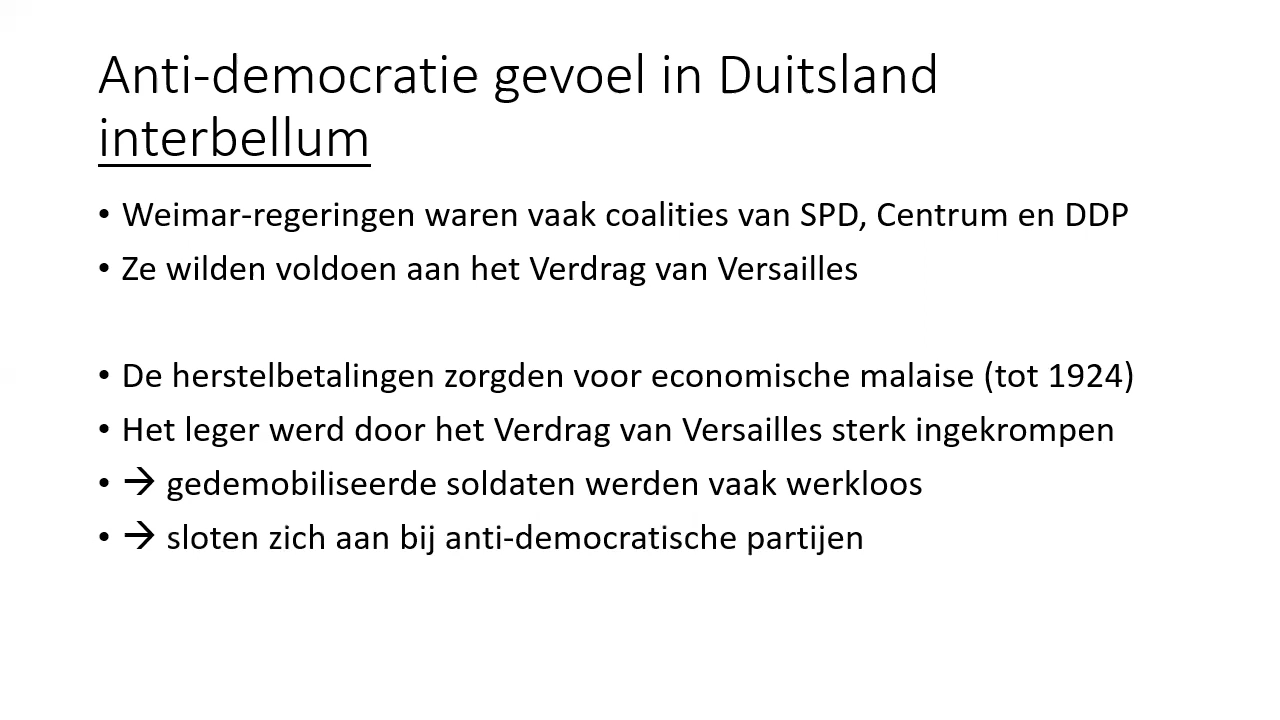 Anti-democratie gevoel in Duitsland
interbellum
• Weimar-regeringen waren vaak coalities van SPD, Centrum en DDP
• Ze wilden voldoen aan het Verdrag van Versailles
• De herstelbetalingen zorgden voor economische malaise (tot 1924)
• Het leger werd door het Verdrag van Versailles sterk ingekrompen
• → gedemobiliseerde soldaten werden vaak werkloos
• → sloten zich aan bij anti-democratische partijen